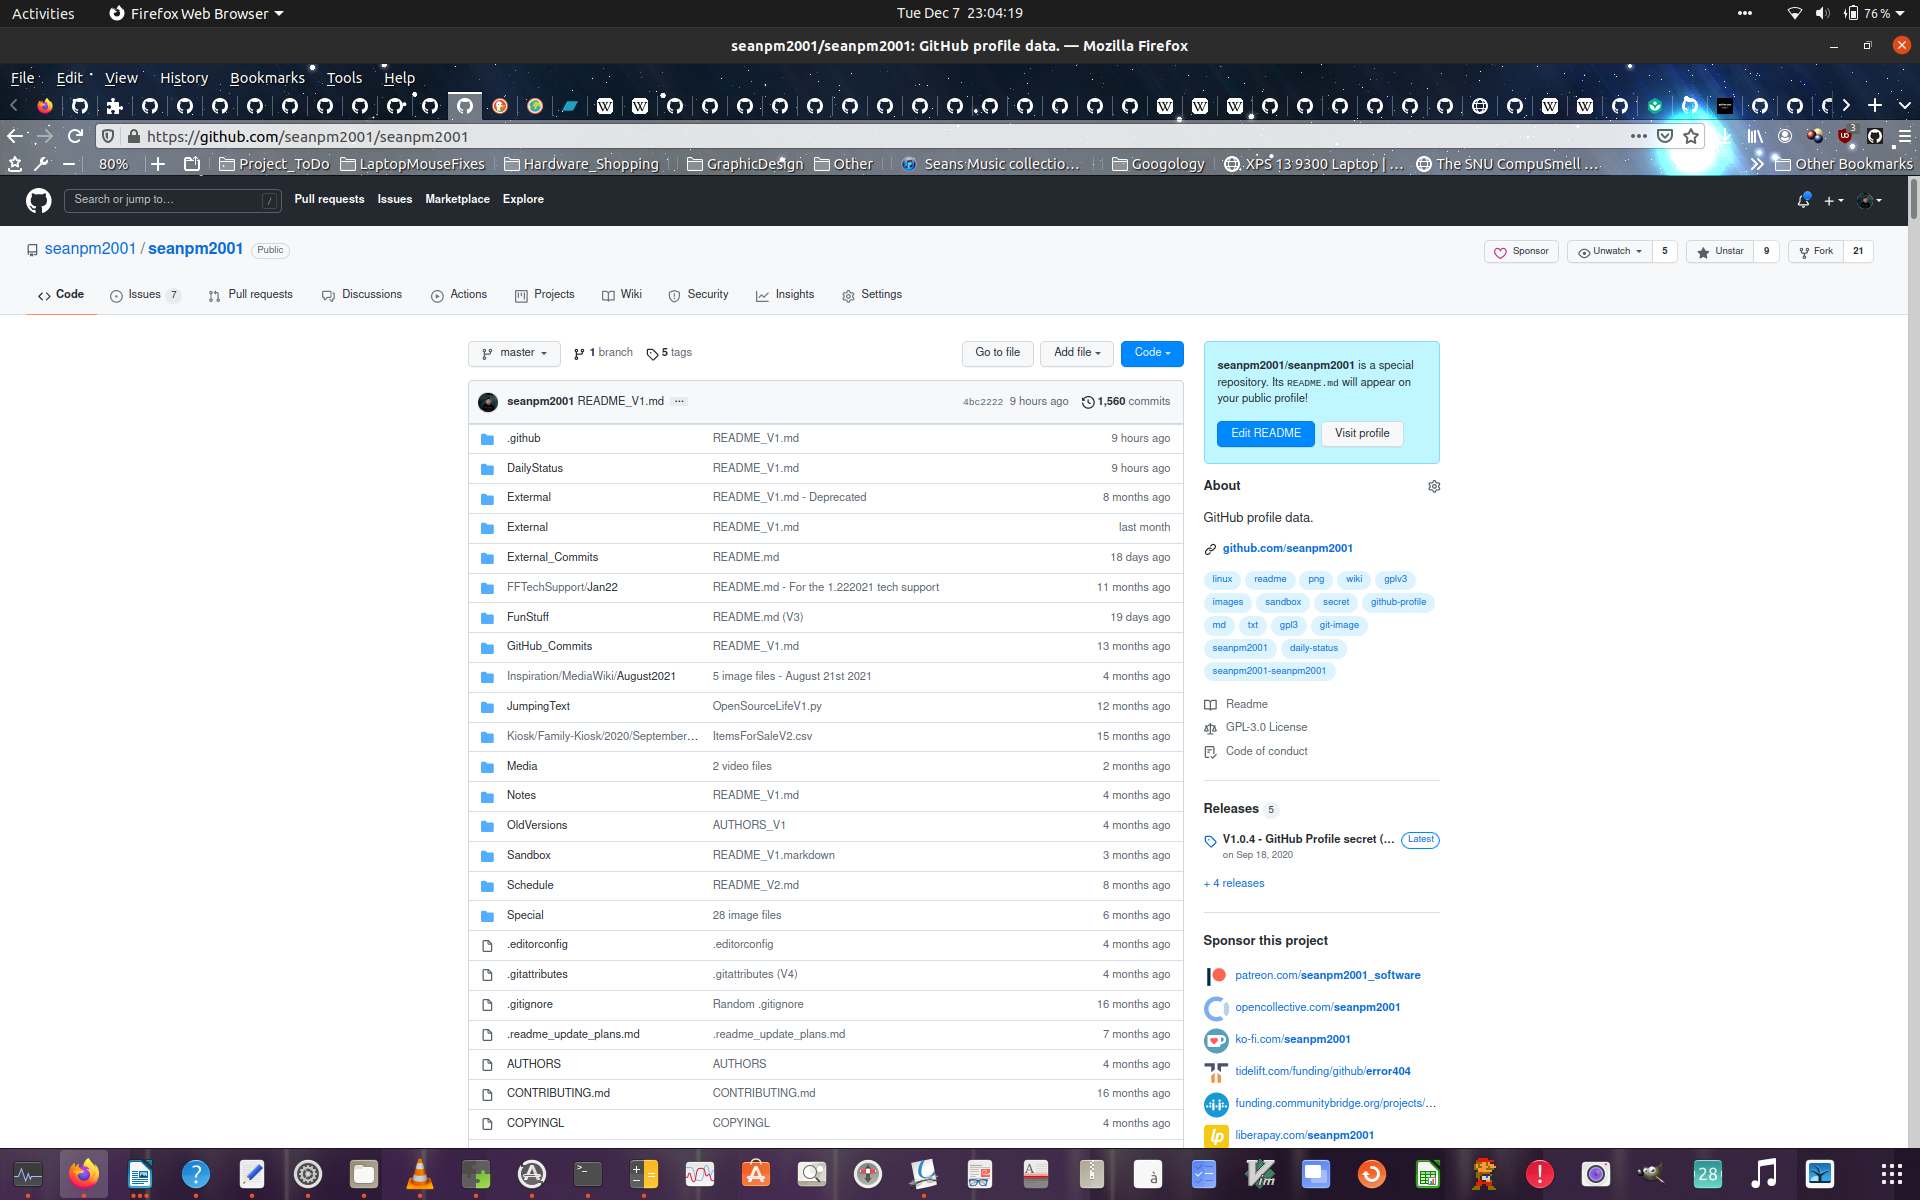 Activities Firefox Web Browser Tue Dec 7 23:04:19 76 %
seanpm2001/seanpm2001: GitHub profile data. — Mozilla Firefox
File Edit View History Bookmarks Tools Help
https://github.com/seanpm2001/seanpm2001 3
80% Project_ToDo LaptopMouseFixes Hardware_Shopping GraphicDesign Other Seans Music collectio… Googology XPS 13 9300 Laptop | … The SNU CompuSmell … Other Bookmarks
Search or jump to… / Pull requests Issues Marketplace Explore
seanpm2001 / seanpm2001 Public Sponsor Unwatch 5 Unstar 9 Fork 21
Code Issues 7 Pull requests Discussions Actions Projects Wiki Security Insights Settings
master 1 branch 5 tags Go to file Add file Code
seanpm2001 README_V1.md ... 4bc2222 9 hours ago 1,560 commits
.github README_V1.md 9 hours ago
DailyStatus README_V1.md 9 hours ago
Extermal README_V1.md - Deprecated 8 months ago
External README_V1.md last month
External_Commits README.md 18 days ago
FFTechSupport/Jan22 README.md - For the 1.222021 tech support 11 months ago
FunStuff README.md (V3) 19 days ago
GitHub_Commits README_V1.md 13 months ago
Inspiration/MediaWiki/August2021 5 image files - August 21st 2021 4 months ago
JumpingText OpenSourceLifeV1.py 12 months ago
Kiosk/Family-Kiosk/2020/September… ItemsForSaleV2.csv 15 months ago
Media 2 video files 2 months ago
Notes README_V1.md 4 months ago
OldVersions AUTHORS_V1 4 months ago
Sandbox README_V1.markdown 3 months ago
Schedule README_V2.md 8 months ago
Special 28 image files 6 months ago
.editorconfig .editorconfig 4 months ago
.gitattributes .gitattributes (V4) 4 months ago
.gitignore Random .gitignore 16 months ago
.readme_update_plans.md .readme_update_plans.md 7 months ago
AUTHORS AUTHORS 4 months ago
CONTRIBUTING.md CONTRIBUTING.md 16 months ago
COPYINGL COPYINGL 4 months ago
seanpm2001/seanpm2001 is a special
repository. Its README.md will appear on
your public profile!
Edit README Visit profile
About
GitHub profile data.
github.com/seanpm2001
linux readme png wiki gplv3
images sandbox secret github-profile
md txt gpl3 git-image
seanpm2001 daily-status
seanpm2001-seanpm2001
Readme
GPL-3.0 License
Code of conduct
Releases 5
V1.0.4 - GitHub Profile secret (… Latest
on Sep 18, 2020
+ 4 releases
Sponsor this project
patreon.com/seanpm2001_software
opencollective.com/seanpm2001
ko-fi.com/seanpm2001
tidelift.com/funding/github/error404
funding.communitybridge.org/projects/…
liberapay.com/seanpm2001
28